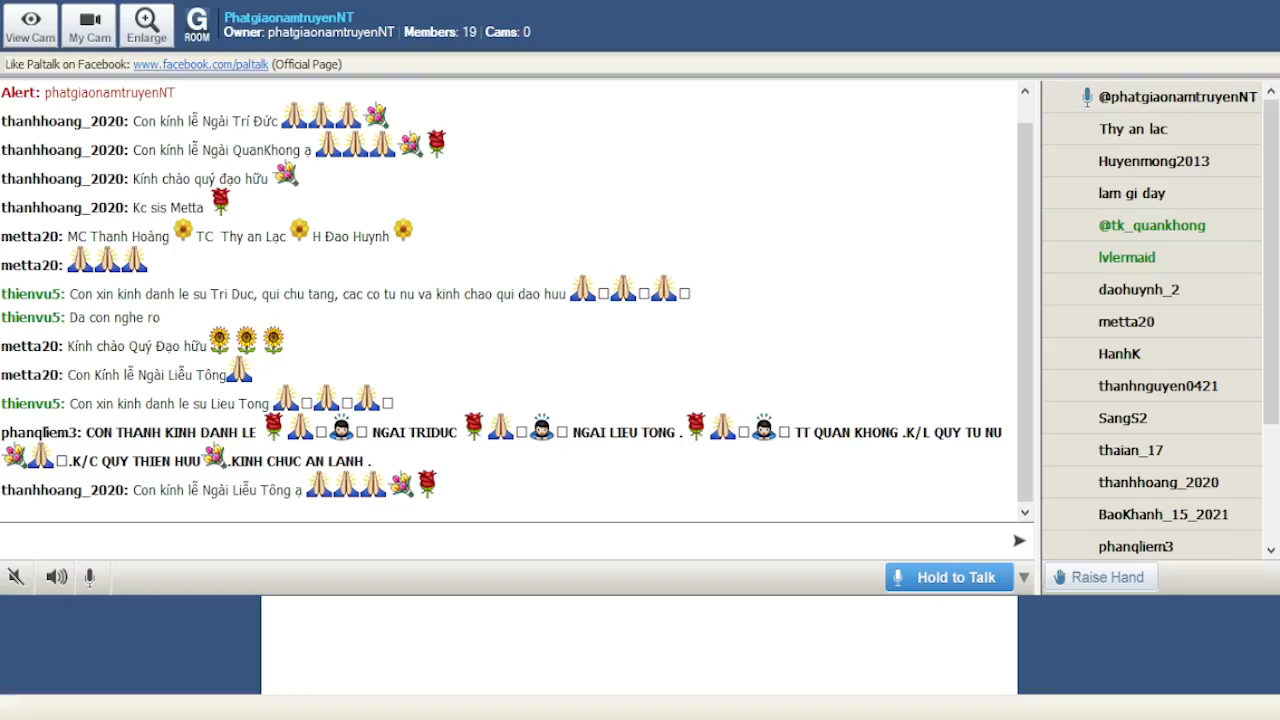 View Cam
My Cam
Enlarge
G
ROOM
PhatgiaonamtruyenNT
Owner: phatgiaonamtruyenNT | Members: 19 | Cams: 0
Like Paltalk on Facebook: www.facebook.com/paltalk (Official Page)
Alert: phatgiaonamtruyenNT
thanhhoang_2020: Con kính lễ Ngài Trí Đức
thanhhoang_2020: Con kính lễ Ngài QuanKhong ạ
thanhhoang_2020: Kính chào quý đạo hữu
thanhhoang_2020: Kc sis Metta
metta20: MC Thanh Hoàng TC Thy an Lạc H Đao Huynh
metta20:
thienvu5: Con xin kinh danh le su Tri Duc, qui chu tang, cac co tu nu va kinh chao qui dao huu
thienvu5: Da con nghe ro
metta20: Kính chào Quý Đạo hữu
metta20: Con Kính lễ Ngài Liễu Tông
thienvu5: Con xin kinh danh le su Lieu Tong
phanqliem3: CON THANH KINH DANH LE NGAI TRIDUC NGAI LIEU TONG . TT QUAN KHONG .K/L QUY TU NU
.K/C QUY THIEN HUU .KINH CHUC AN LANH .
thanhhoang_2020: Con kính lễ Ngài Liễu Tông ạ
Hold to Talk
@phatgiaonamtruyenNT
Thy an lac
Huyenmong2013
lam gi day
@tk_quankhong
lvlermaid
daohuynh_2
metta20
HanhK
thanhnguyen0421
SangS2
thaian_17
thanhhoang_2020
BaoKhanh_15_2021
phanqliem3
Raise Hand